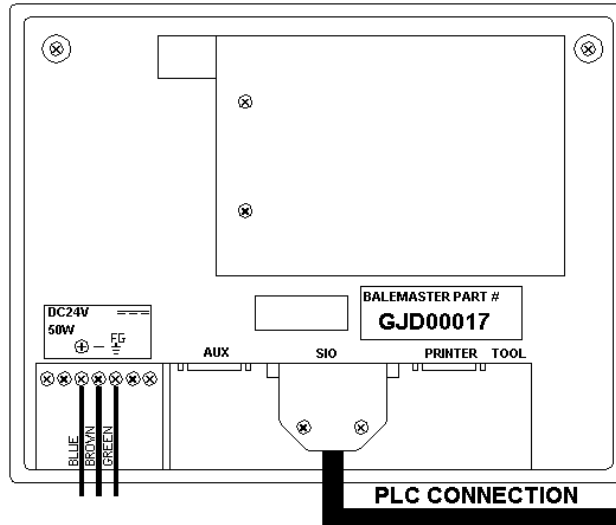 BALEMASTER PART #
GJD00017
DC24V
50W
+ – FG
AUX
SIO
PRINTER
TOOL
BLUE
BROWN
GREEN
PLC CONNECTION